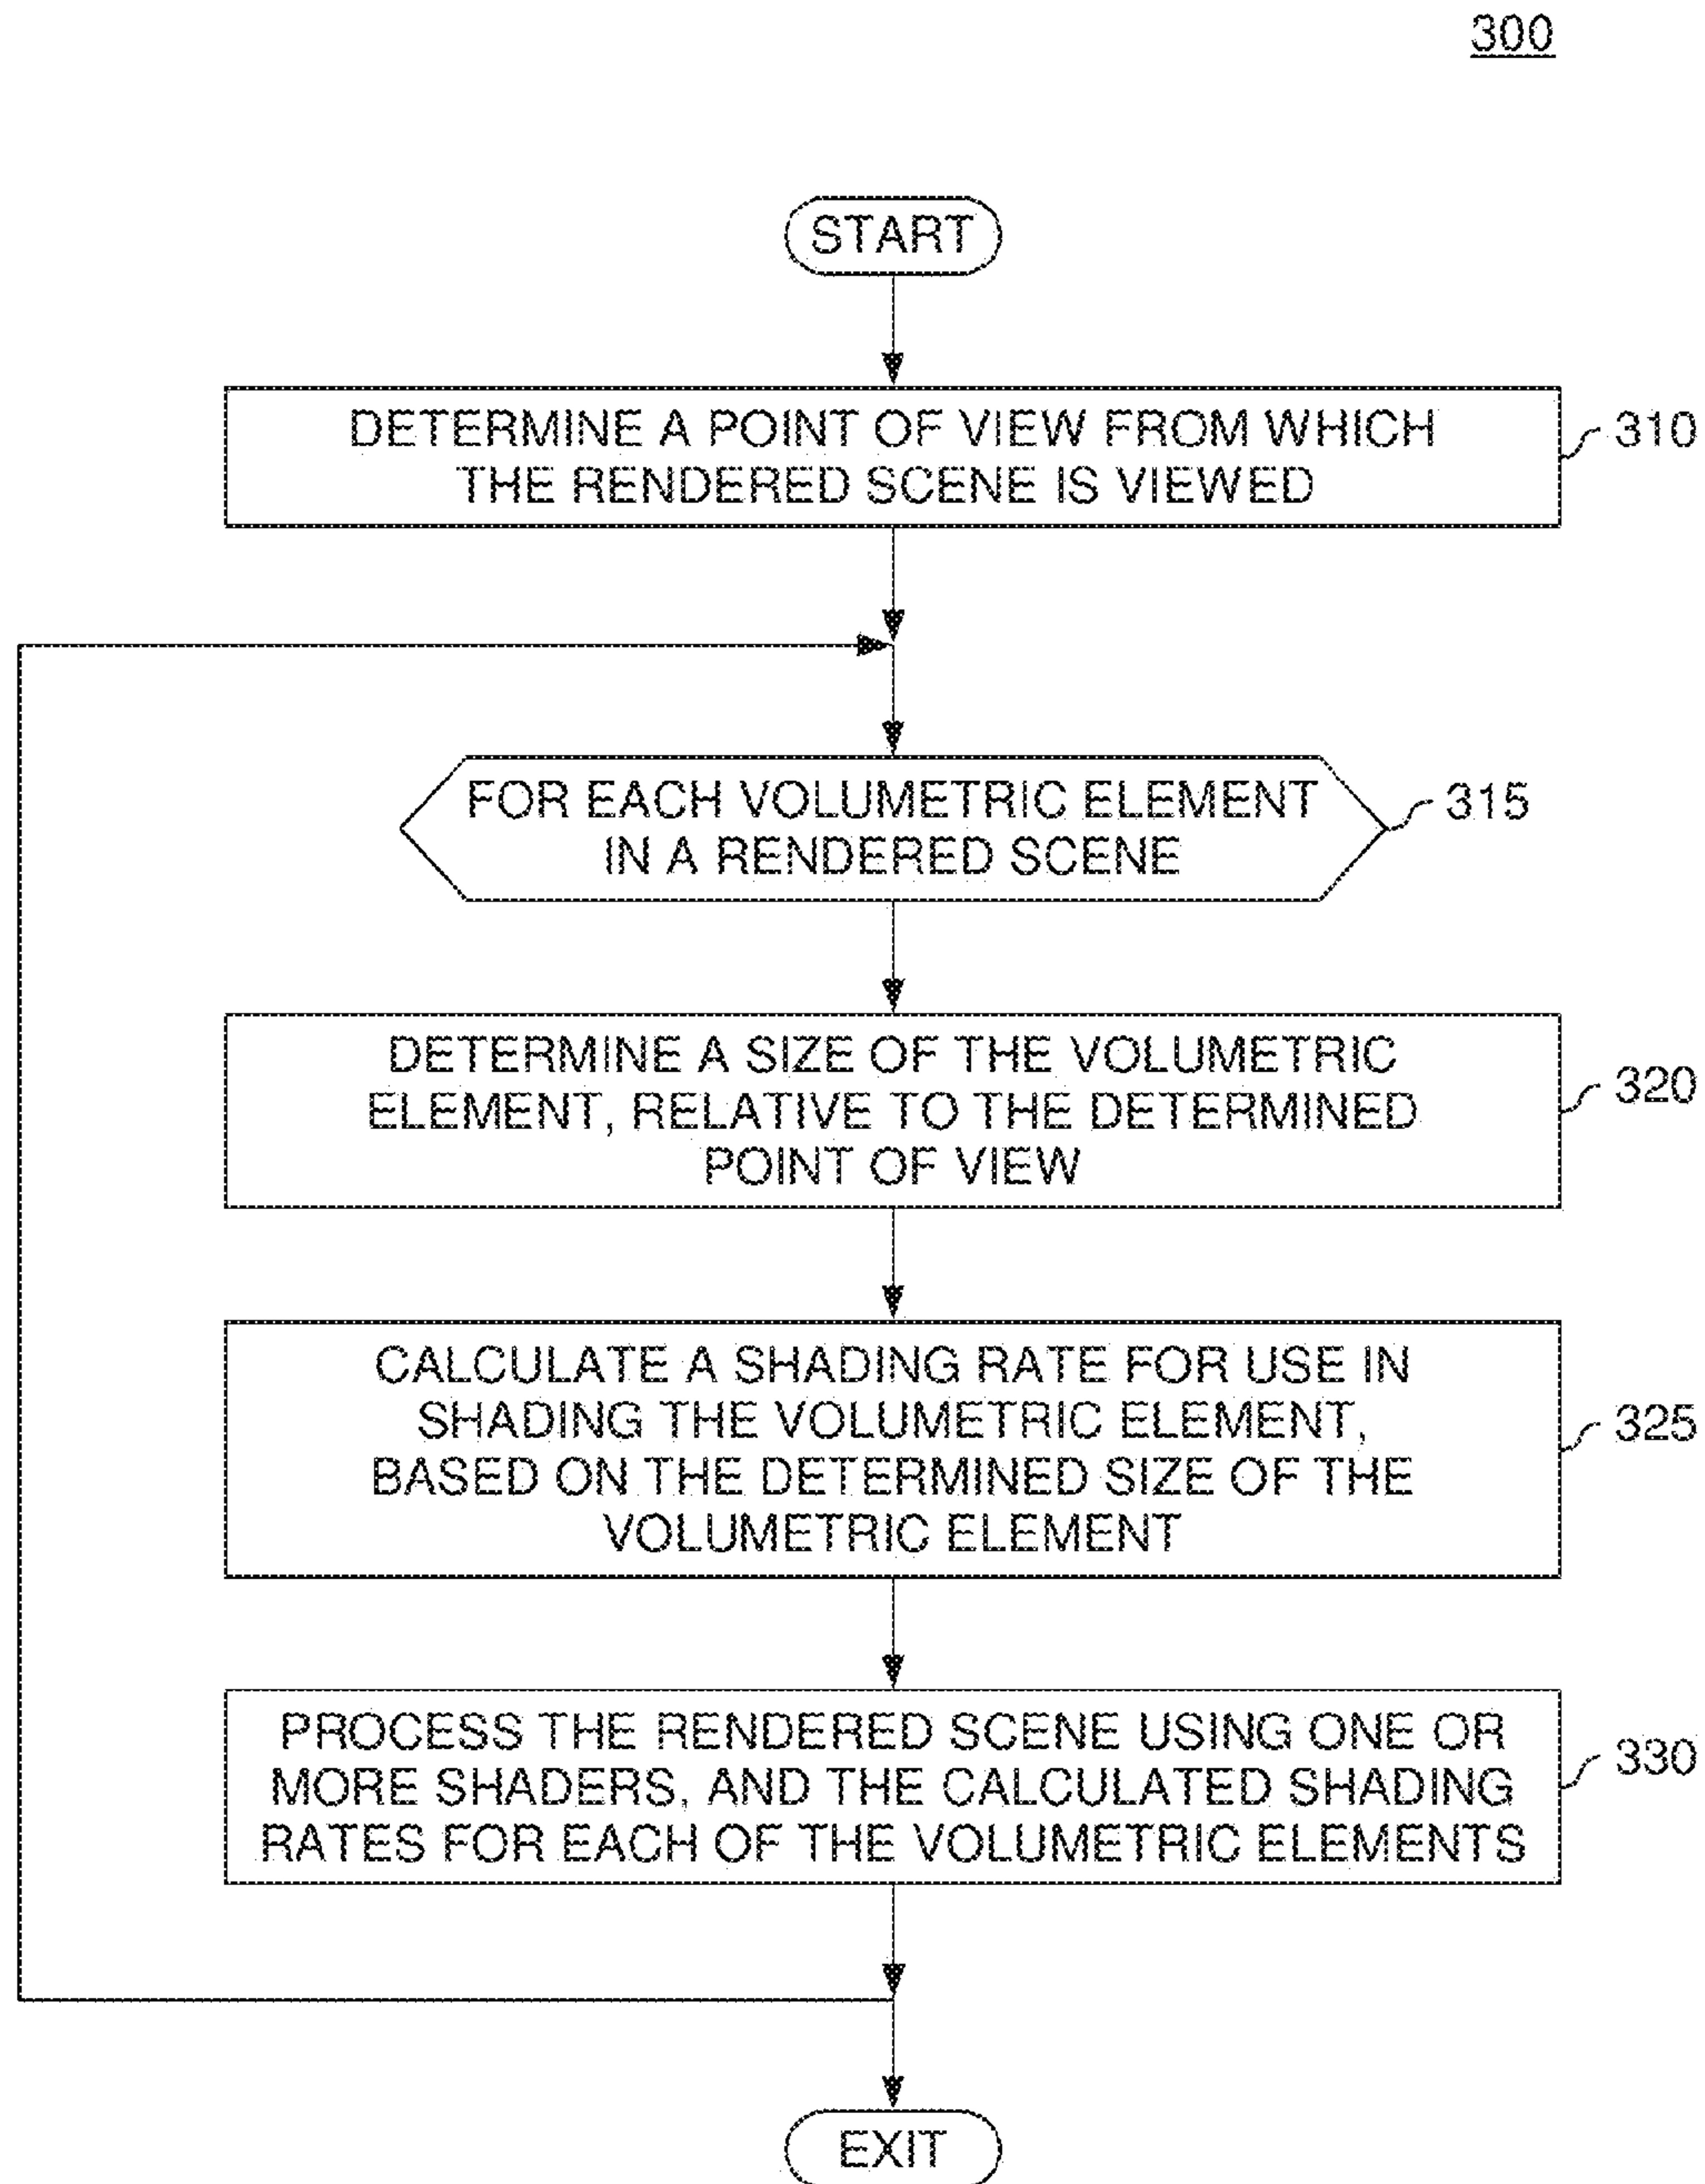 300
START
DETERMINE A POINT OF VIEW FROM WHICH
THE RENDERED SCENE IS VIEWED
310
FOR EACH VOLUMETRIC ELEMENT
IN A RENDERED SCENE
315
DETERMINE A SIZE OF THE VOLUMETRIC
ELEMENT, RELATIVE TO THE DETERMINED
POINT OF VIEW
320
CALCULATE A SHADING RATE FOR USE IN
SHADING THE VOLUMETRIC ELEMENT,
BASED ON THE DETERMINED SIZE OF THE
VOLUMETRIC ELEMENT
325
PROCESS THE RENDERED SCENE USING ONE OR
MORE SHADERS, AND THE CALCULATED SHADING
RATES FOR EACH OF THE VOLUMETRIC ELEMENTS
330
EXIT